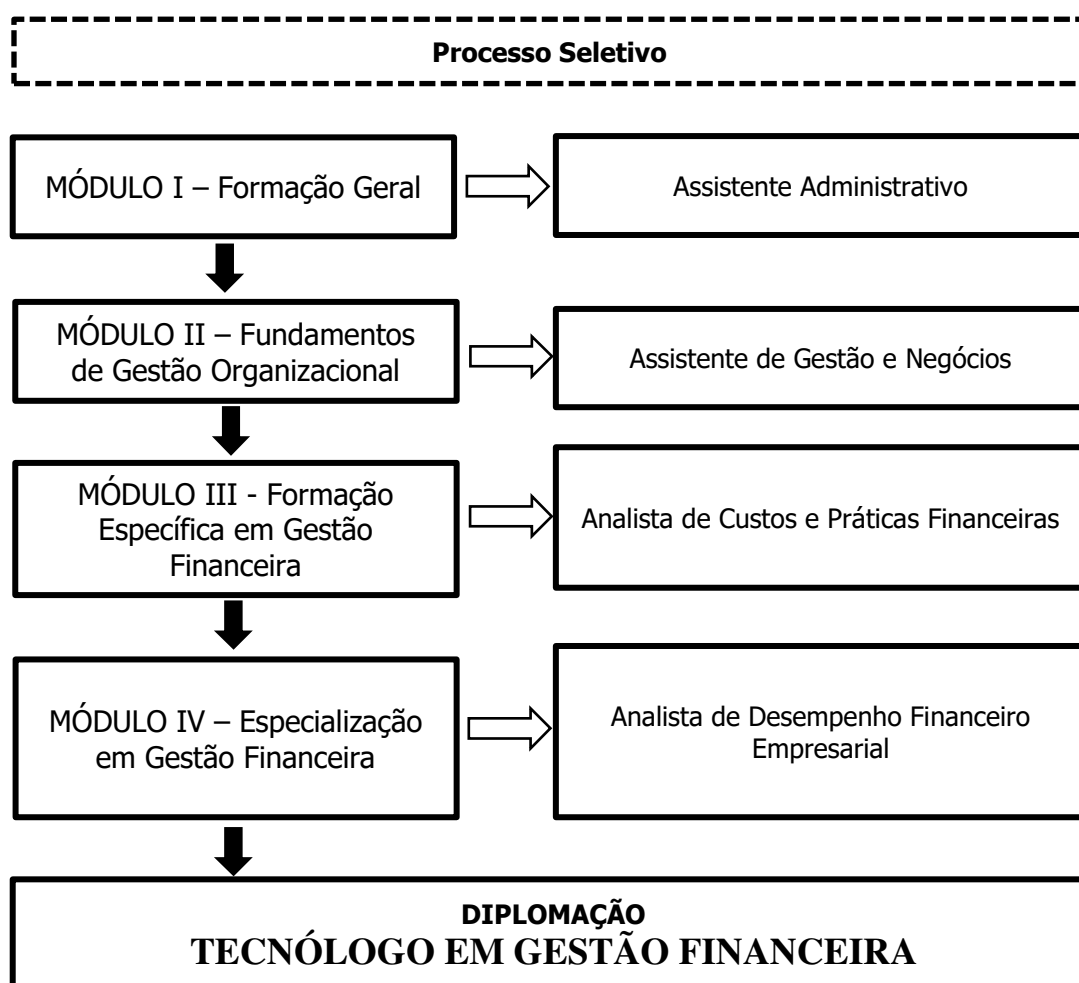 Processo Seletivo
MÓDULO I – Formação Geral
Assistente Administrativo
MÓDULO II – Fundamentos
de Gestão Organizacional
Assistente de Gestão e Negócios
MÓDULO III - Formação
Específica em Gestão
Financeira
Analista de Custos e Práticas Financeiras
MÓDULO IV – Especialização
em Gestão Financeira
Analista de Desempenho Financeiro
Empresarial
DIPLOMAÇÃO
TECNÓLOGO EM GESTÃO FINANCEIRA